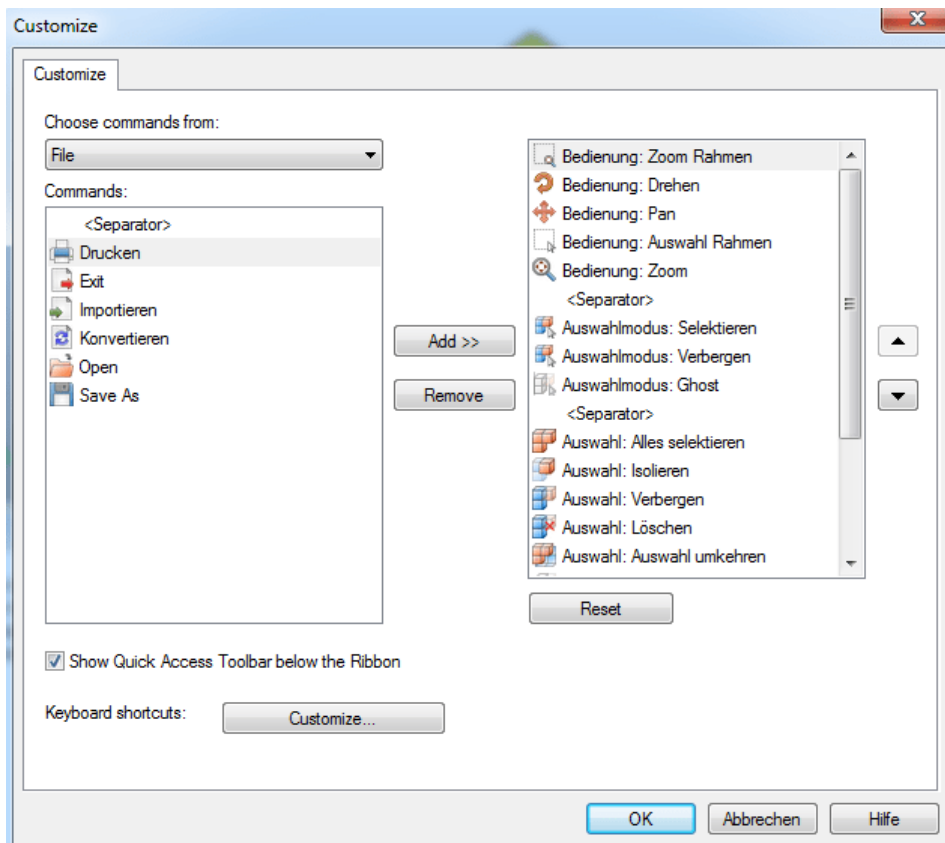 Customize
Customize
Choose commands from:
File
Commands:
<Separator>
Drucken
Exit
Importieren
Konvertieren
Open
Save As
Add >>
Remove
Bedienung: Zoom Rahmen
Bedienung: Drehen
Bedienung: Pan
Bedienung: Auswahl Rahmen
Bedienung: Zoom
<Separator>
Auswahlmodus: Selektieren
Auswahlmodus: Verbergen
Auswahlmodus: Ghost
<Separator>
Auswahl: Alles selektieren
Auswahl: Isolieren
Auswahl: Verbergen
Auswahl: Löschen
Auswahl: Auswahl umkehren
Reset
Show Quick Access Toolbar below the Ribbon
Keyboard shortcuts:
Customize...
OK
Abbrechen
Hilfe